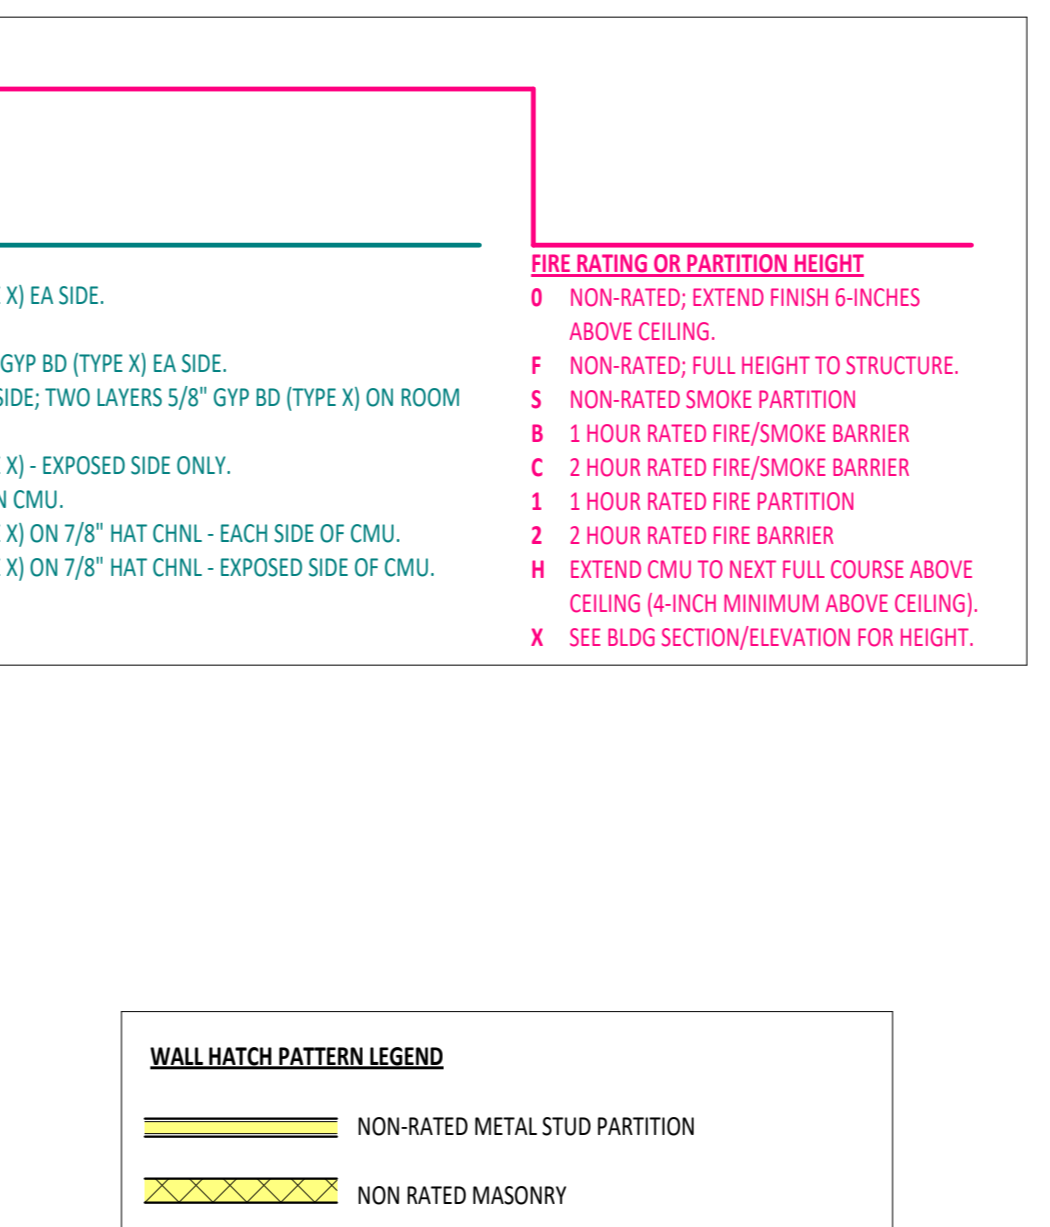 X) EA SIDE.
GYP BD (TYPE X) EA SIDE.
SIDE; TWO LAYERS 5/8" GYP BD (TYPE X) ON ROOM
X) - EXPOSED SIDE ONLY.
N CMU.
X) ON 7/8" HAT CHNL - EACH SIDE OF CMU.
X) ON 7/8" HAT CHNL - EXPOSED SIDE OF CMU.
FIRE RATING OR PARTITION HEIGHT
0 NON-RATED; EXTEND FINISH 6-INCHES
ABOVE CEILING.
F NON-RATED; FULL HEIGHT TO STRUCTURE.
S NON-RATED SMOKE PARTITION
B 1 HOUR RATED FIRE/SMOKE BARRIER
C 2 HOUR RATED FIRE/SMOKE BARRIER
1 1 HOUR RATED FIRE PARTITION
2 2 HOUR RATED FIRE BARRIER
H EXTEND CMU TO NEXT FULL COURSE ABOVE
CEILING (4-INCH MINIMUM ABOVE CEILING).
X SEE BLDG SECTION/ELEVATION FOR HEIGHT.
WALL HATCH PATTERN LEGEND
NON-RATED METAL STUD PARTITION
NON RATED MASONRY